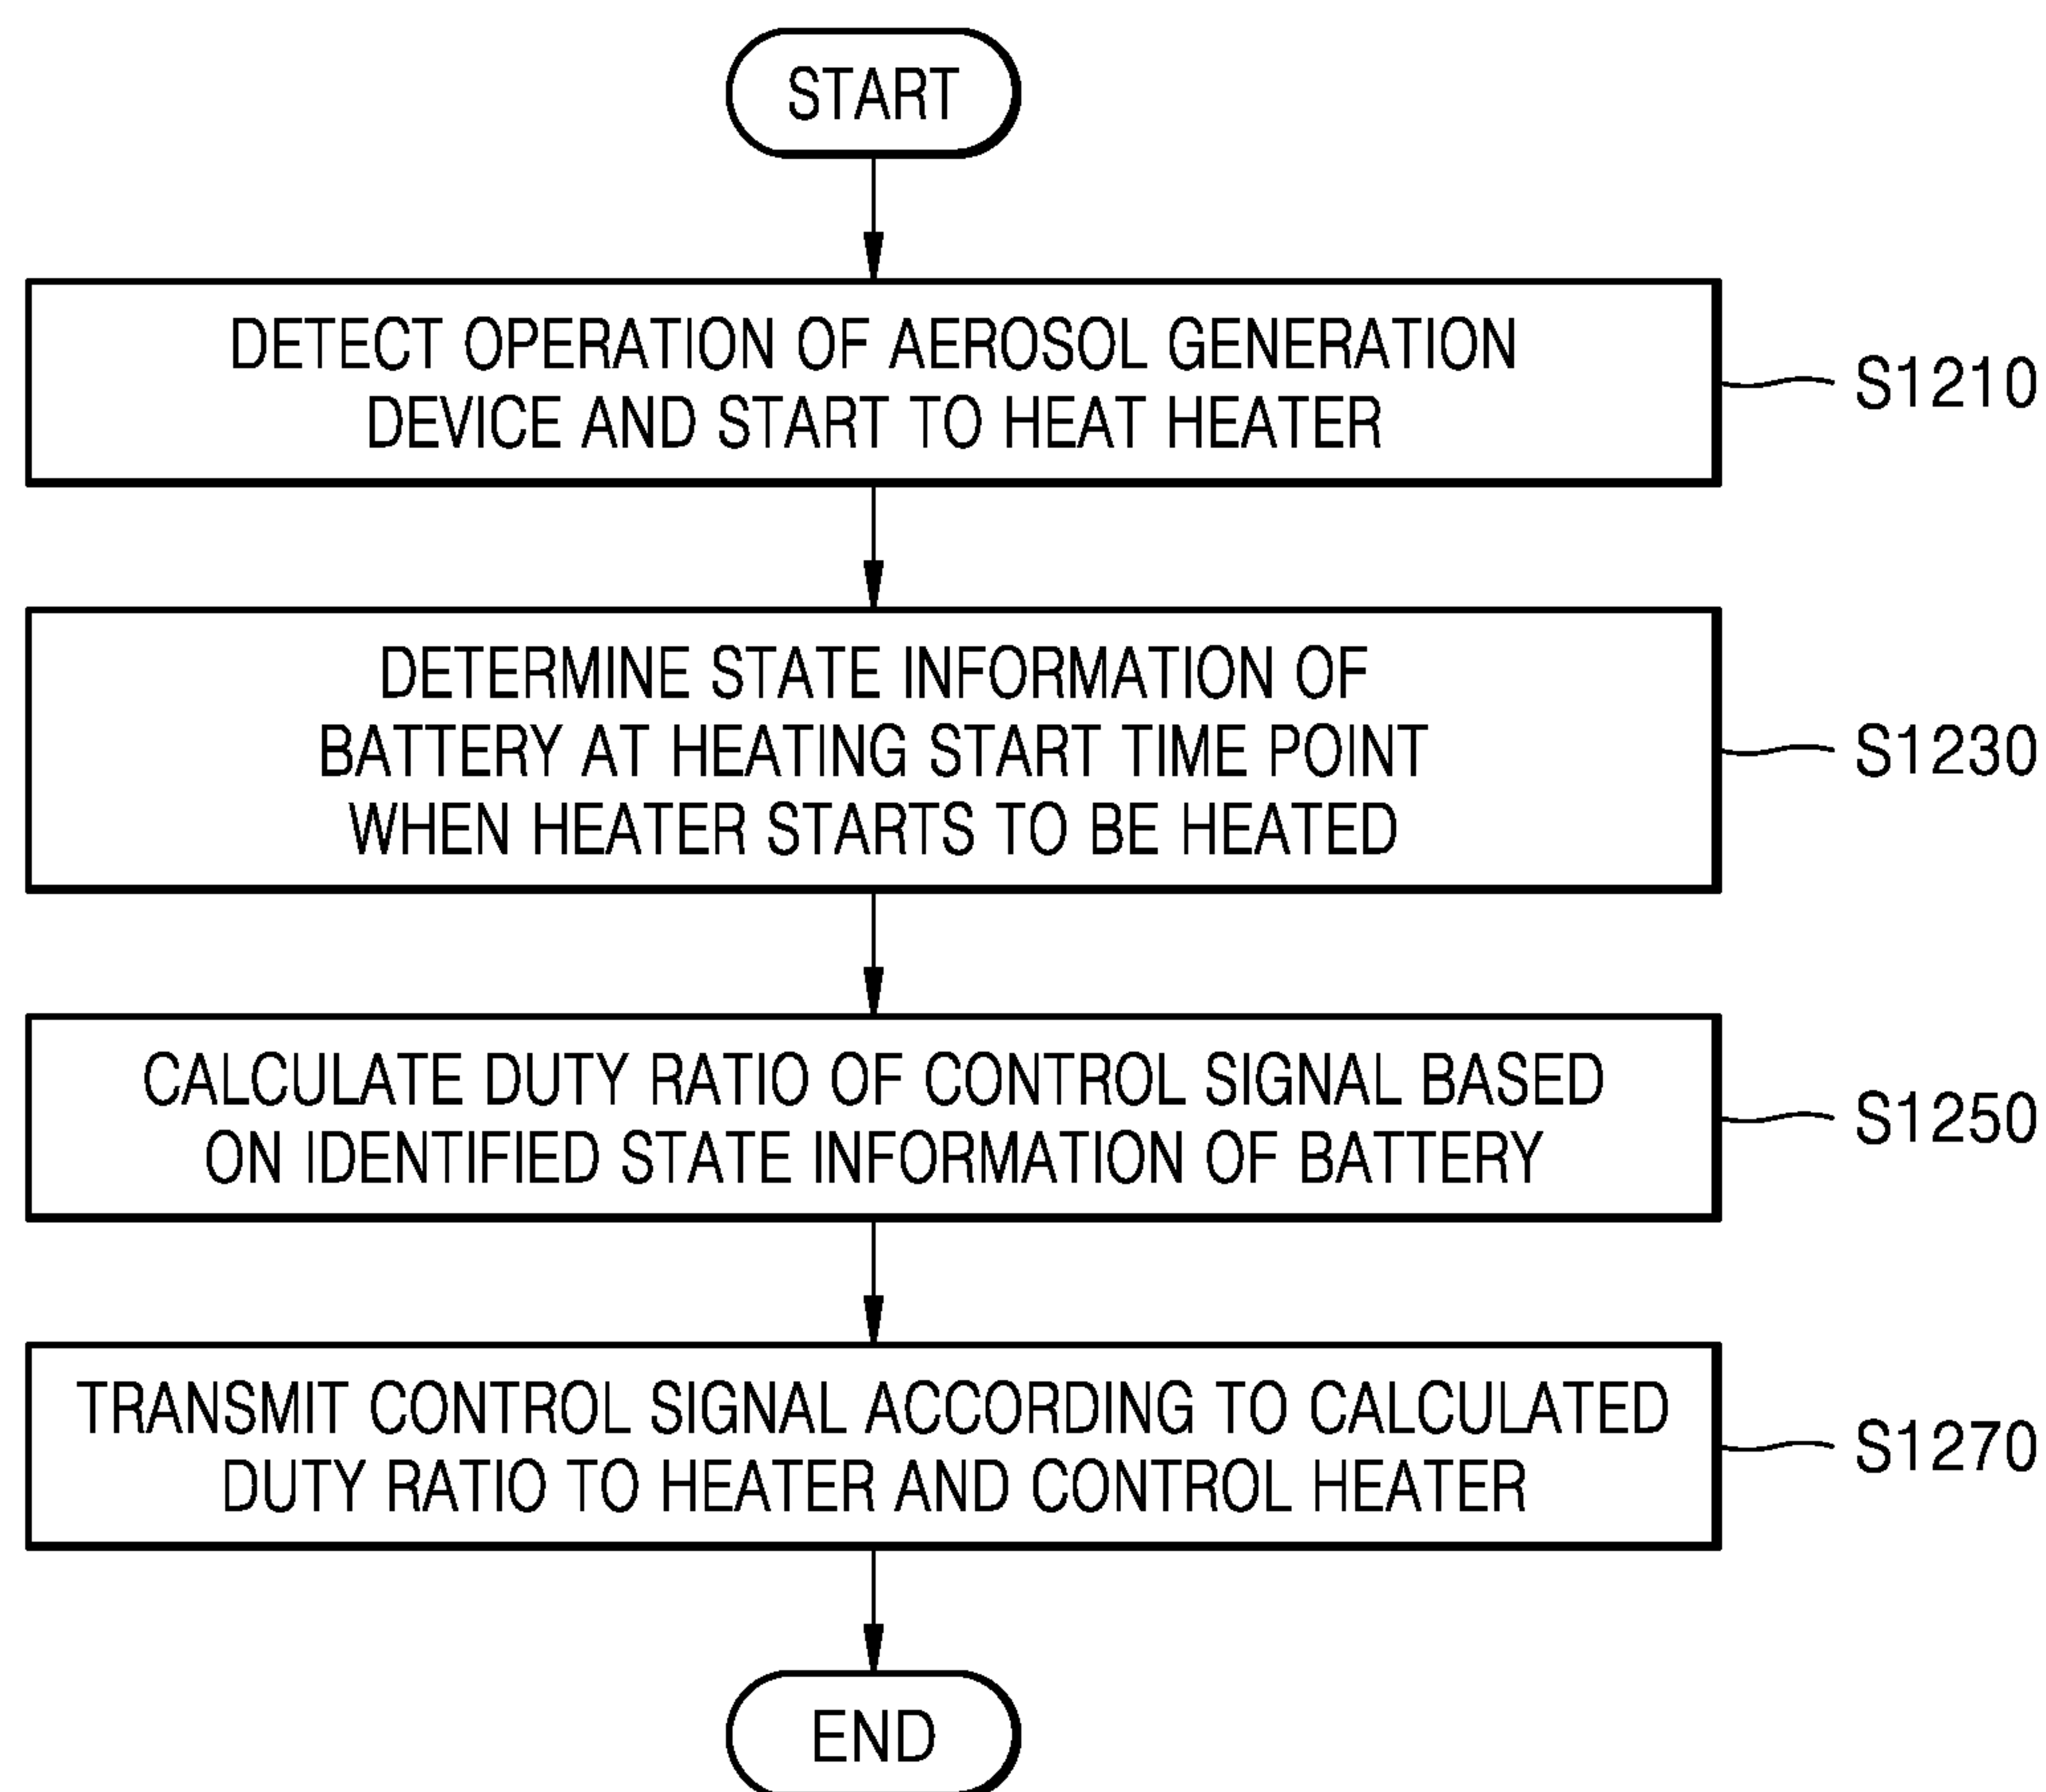 START
DETECT OPERATION OF AEROSOL GENERATION
DEVICE AND START TO HEAT HEATER
S1210
DETERMINE STATE INFORMATION OF
BATTERY AT HEATING START TIME POINT
WHEN HEATER STARTS TO BE HEATED
S1230
CALCULATE DUTY RATIO OF CONTROL SIGNAL BASED
ON IDENTIFIED STATE INFORMATION OF BATTERY
S1250
TRANSMIT CONTROL SIGNAL ACCORDING TO CALCULATED
DUTY RATIO TO HEATER AND CONTROL HEATER
S1270
END